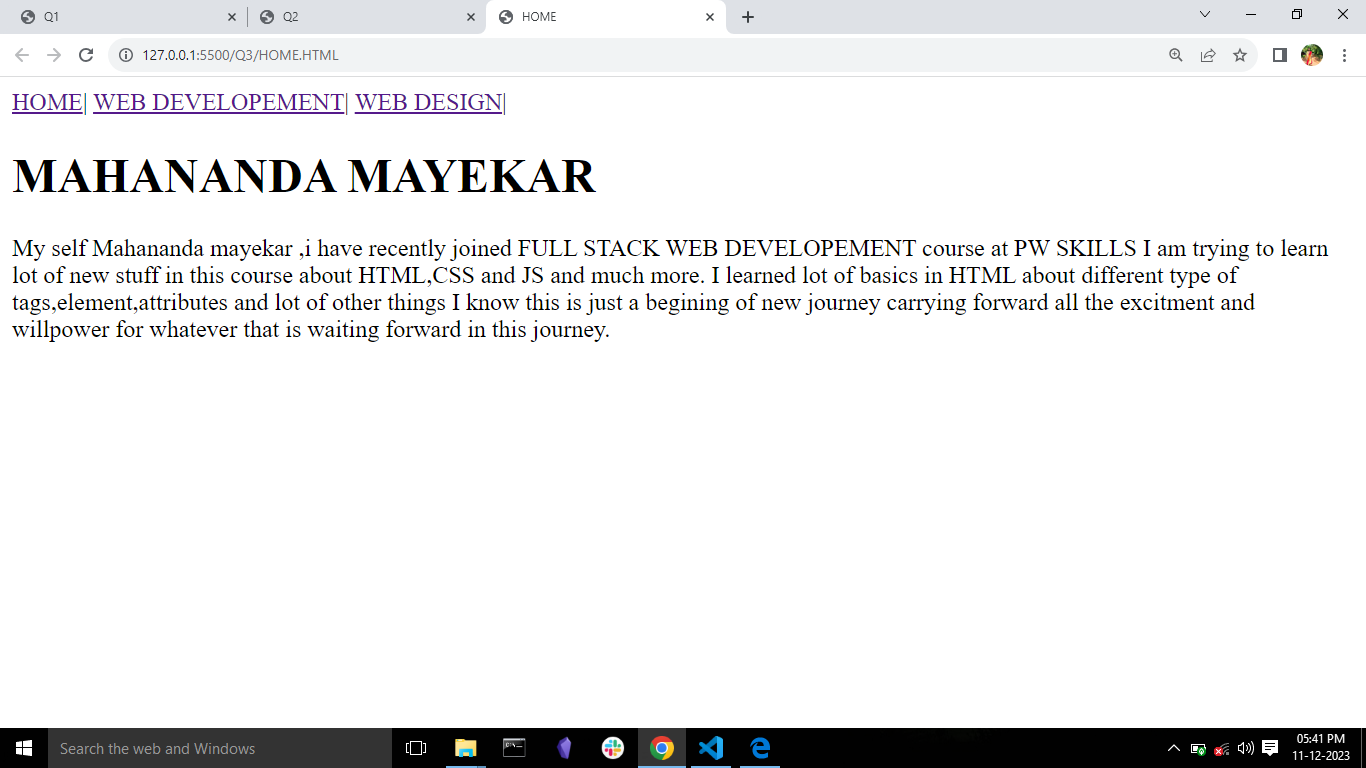 Q1
Q2
HOME
127.0.0.1:5500/Q3/HOME.HTML
HOME| WEB DEVELOPEMENT| WEB DESIGN|
MAHANANDA MAYEKAR
My self Mahananda mayekar ,i have recently joined FULL STACK WEB DEVELOPEMENT course at PW SKILLS I am trying to learn
lot of new stuff in this course about HTML,CSS and JS and much more. I learned lot of basics in HTML about different type of
tags,element,attributes and lot of other things I know this is just a begining of new journey carrying forward all the excitment and
willpower for whatever that is waiting forward in this journey.
Search the web and Windows
05:41 PM
11-12-2023